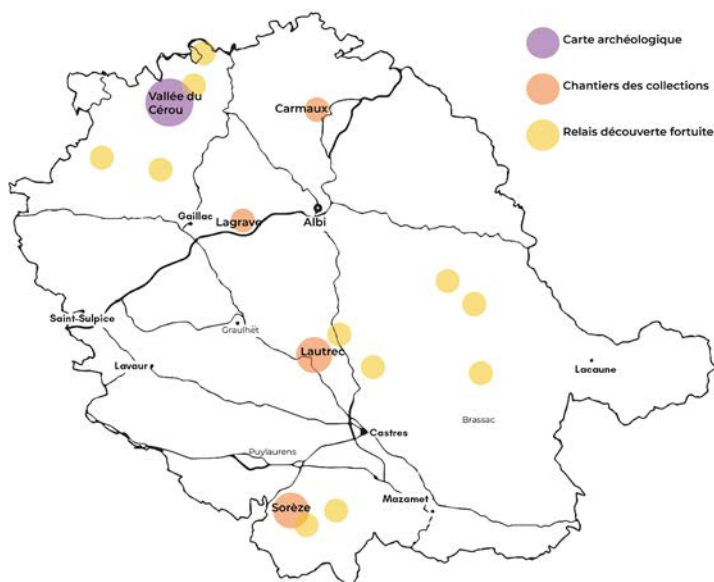 Carte archéologique
Chantiers des collections
Relais découverte fortuite
Vallée du
Cérou
Carmaux
Gaillac
Lagrave
Albi
Saint-Sulpice
Graulhet
Lautrec
Lavaur
Lacaune
Brassac
Castres
Puylaurens
Mazamet
Sorèze